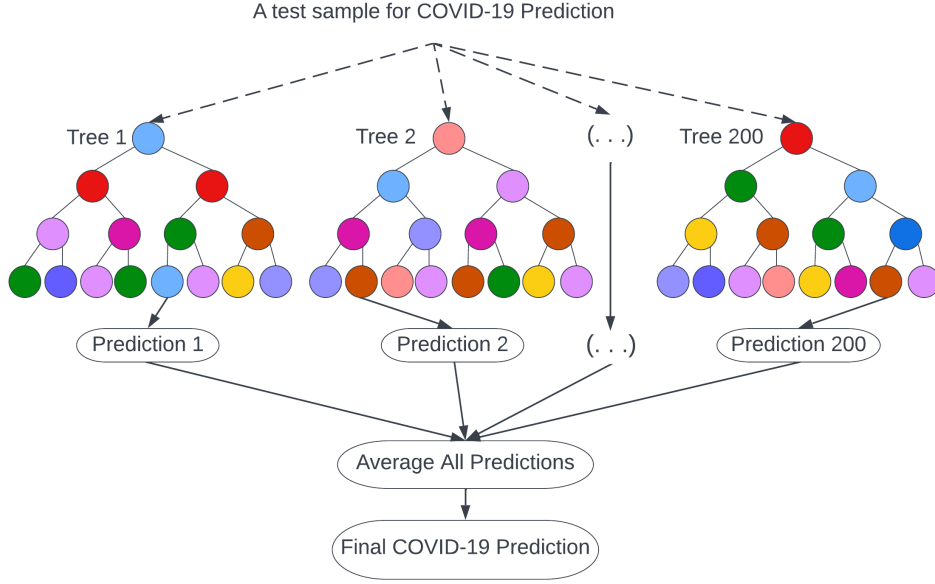 A test sample for COVID-19 Prediction
Tree 1
Tree 2
(. . .)
Tree 200
Prediction 1
Prediction 2
(. . .)
Prediction 200
Average All Predictions
Final COVID-19 Prediction